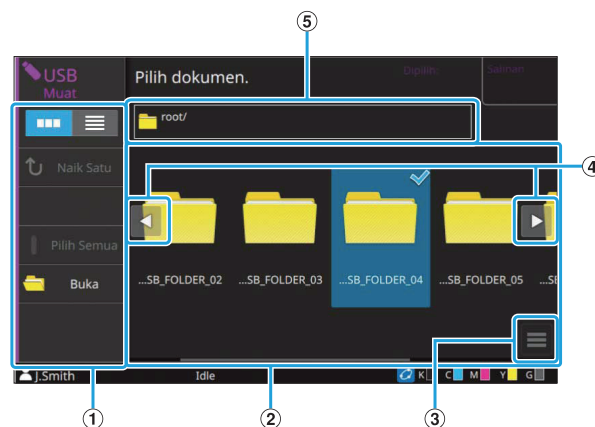 ⑤
USB
Muat
Pilih dokumen.
Dipilih:
Salinan
root/
Naik Satu
④
Pilih Semua
Buka
...SB_FOLDER_02
...SB_FOLDER_03
...SB_FOLDER_04
...SB_FOLDER_05
...SE
J.Smith
Idle
K C M Y G
①
②
③